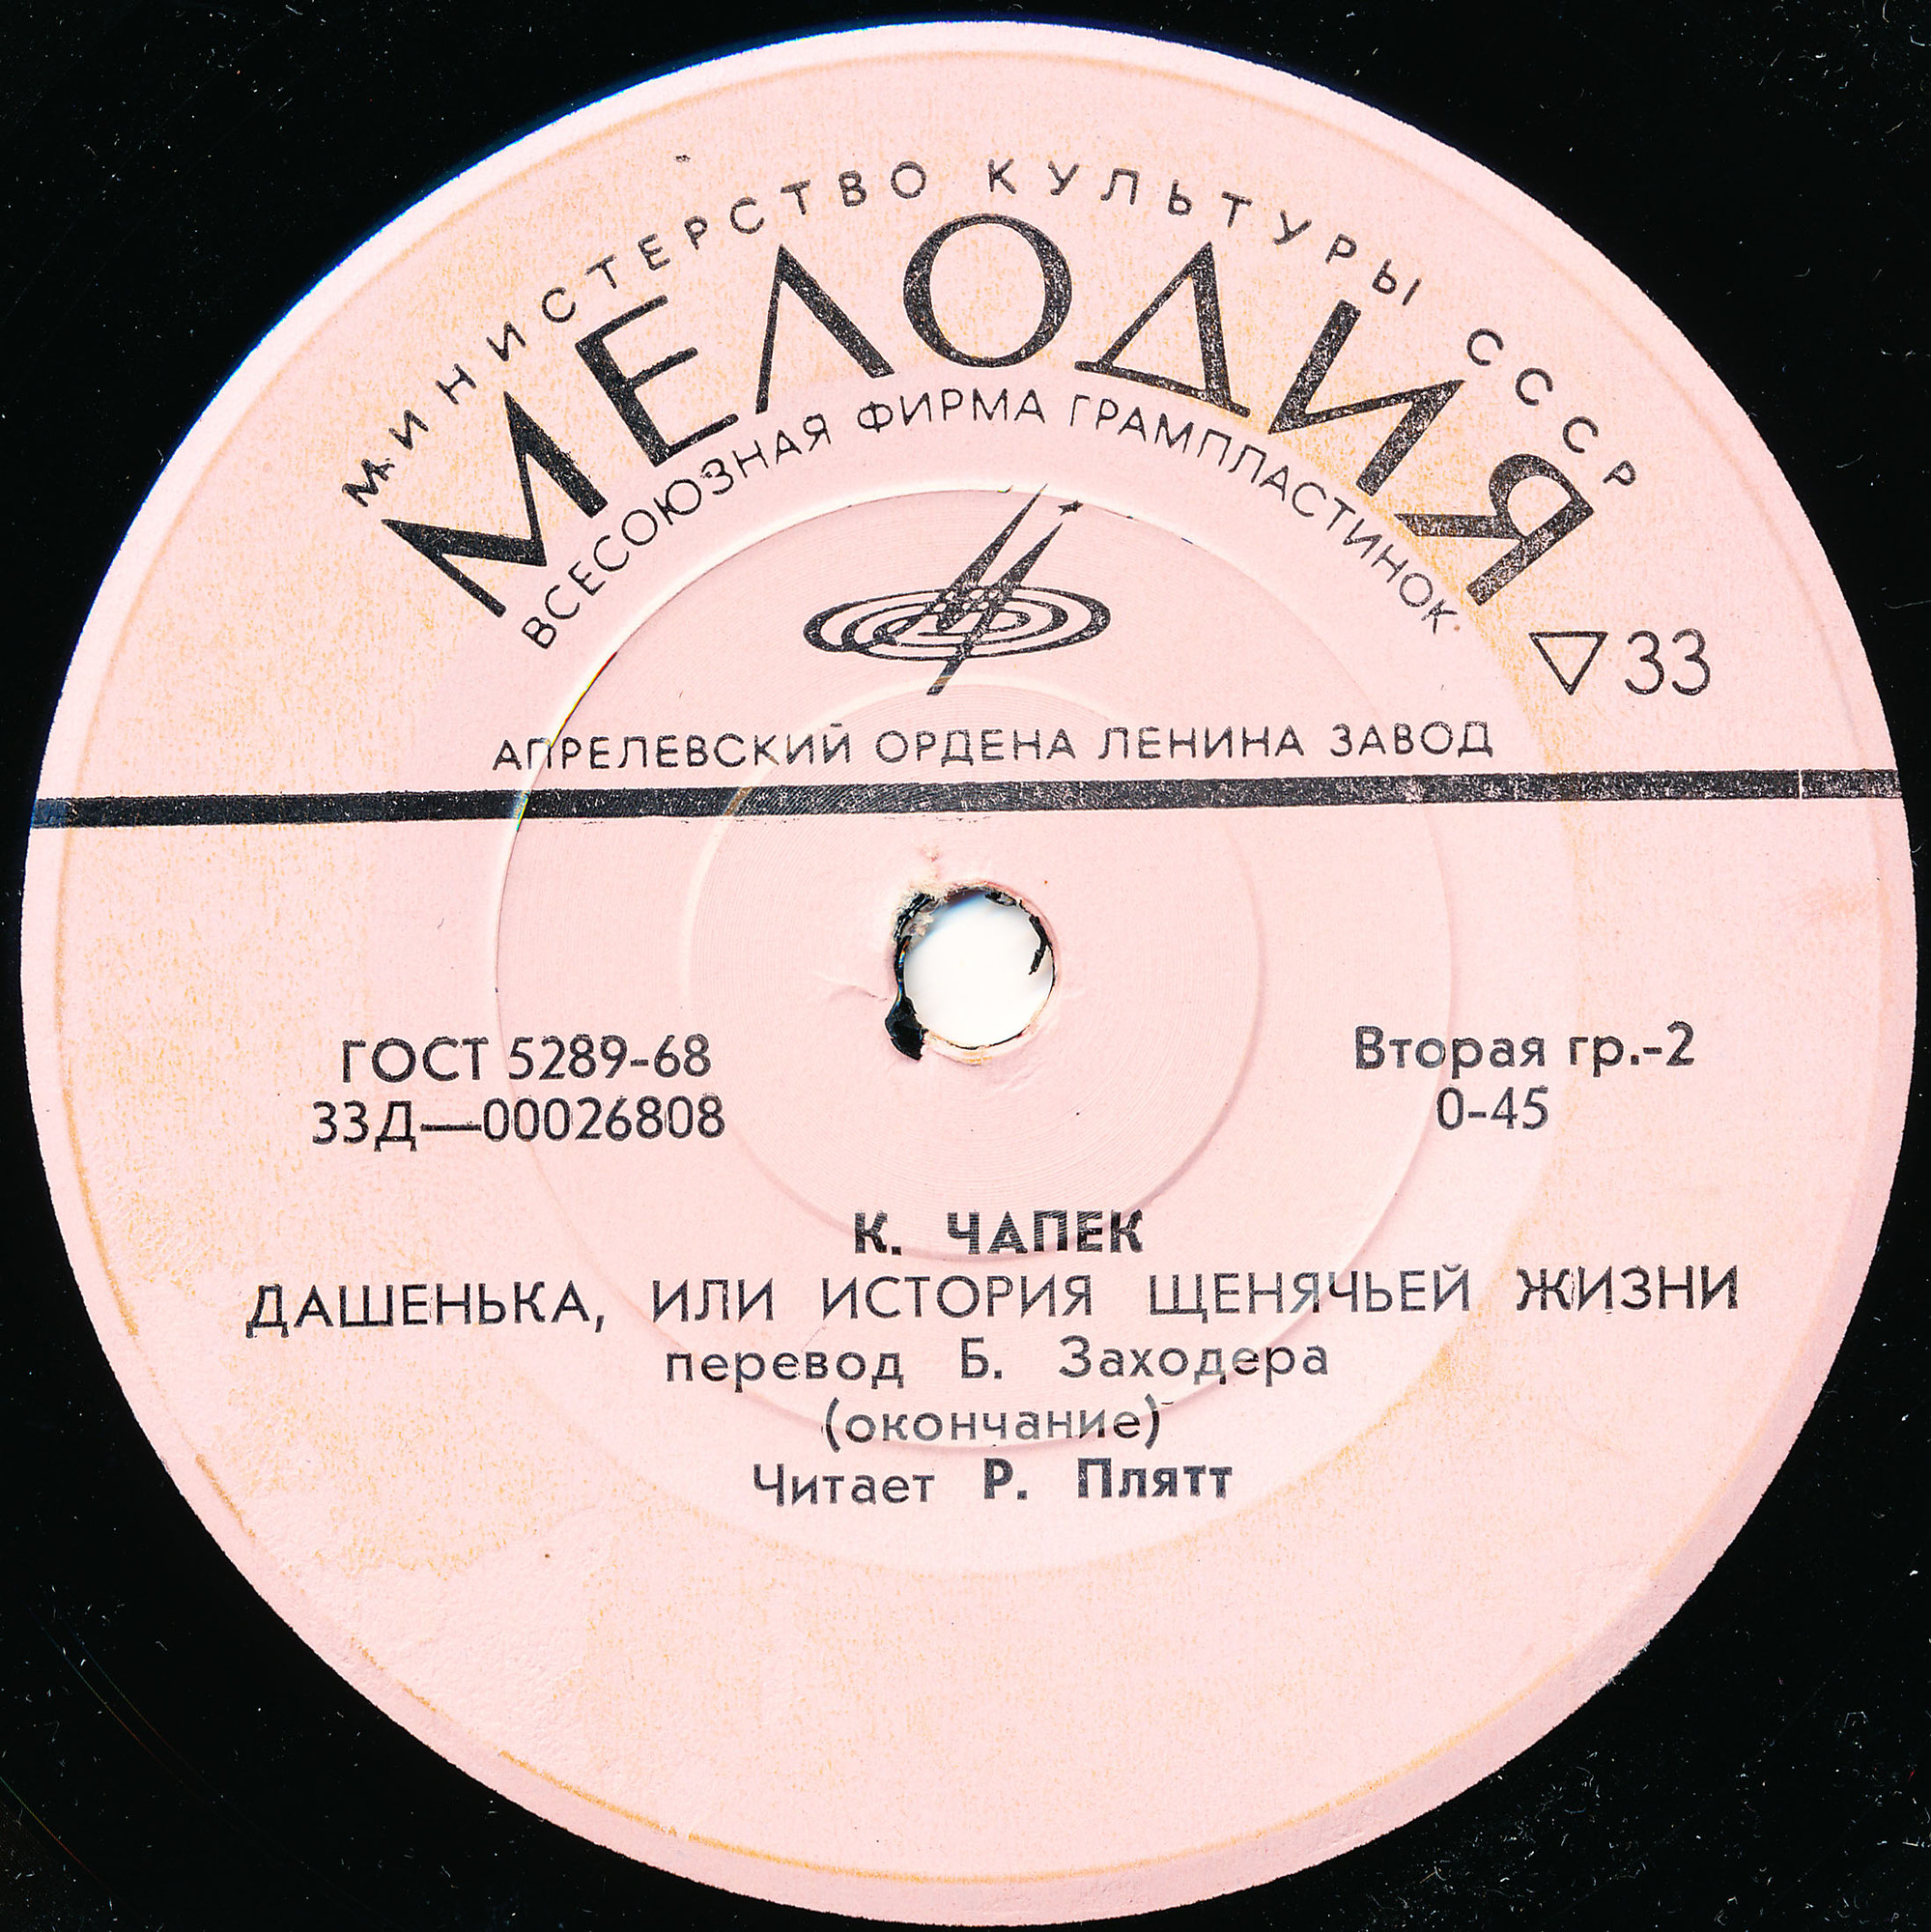 МИНИСТЕРСТВО КУЛЬТУРЫ СССР
МЕЛОДИЯ
ВСЕСОЮЗНАЯ ФИРМА ГРАМПЛАСТИНОК
33
АПРЕЛЕВСКИЙ ОРДЕНА ЛЕНИНА ЗАВОД
ГОСТ 5289-68
Вторая гр.-2
33Д—00026808
0-45
К. ЧАПЕК
ДАШЕНЬКА, ИЛИ ИСТОРИЯ ЩЕНЯЧЬЕЙ ЖИЗНИ
перевод Б. Заходера
(окончание)
Читает Р. Плятт